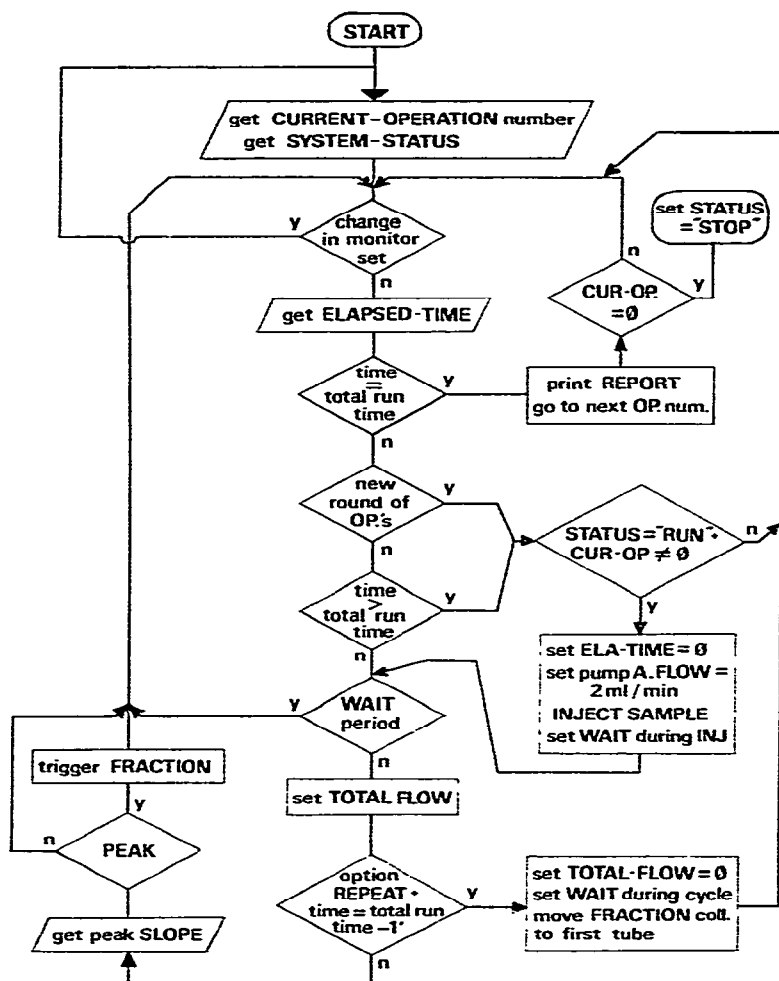 START
get CURRENT-OPERATION number
get SYSTEM-STATUS
y
change
in monitor
set
n
get ELAPSED-TIME
set STATUS
="STOP"
n
CUR-OP.
=0
y
time
=
total run
time
y
n
print REPORT
go to next OP. num.
new
round of
OP.'s
y
n
STATUS="RUN"·
CUR-OP ≠ 0
n
y
time
>
total run
time
y
n
set ELA-TIME=0
set pump A.FLOW=
2ml/min
INJECT SAMPLE
set WAIT during INJ
y
WAIT
period
n
trigger FRACTION
y
n
PEAK
get peak SLOPE
set TOTAL FLOW
option
REPEAT ·
time = total run
time -1'
y
n
set TOTAL-FLOW=0
set WAIT during cycle
move FRACTION coll.
to first tube